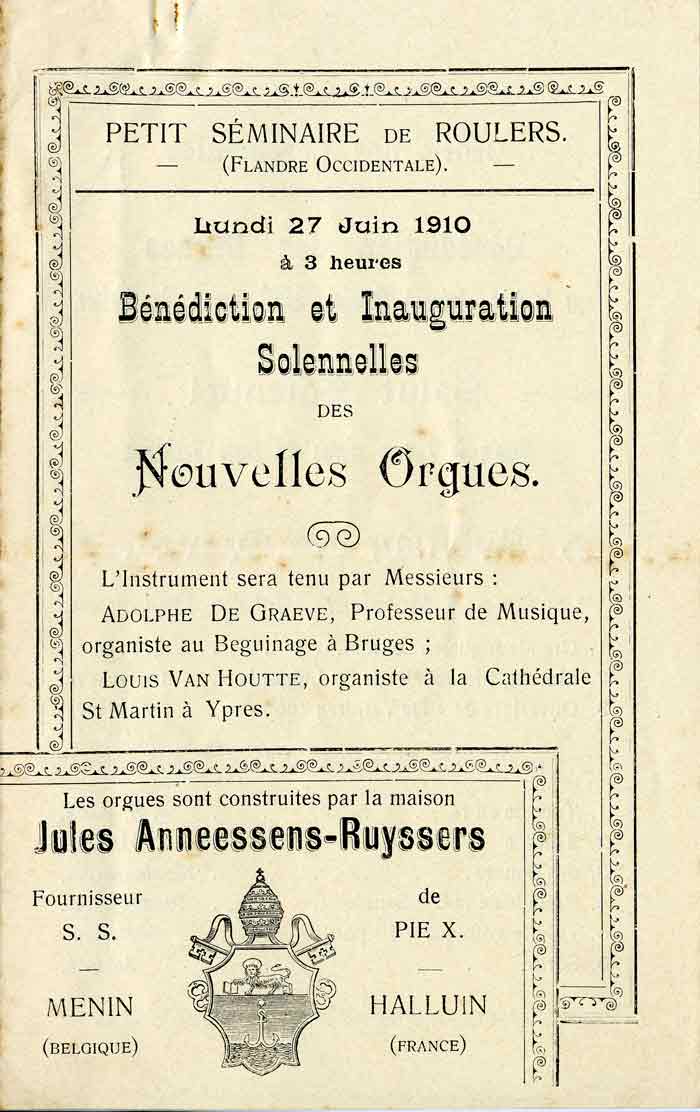 PETIT SÉMINAIRE DE ROULERS.
— (FLANDRE OCCIDENTALE). —
Lundi 27 Juin 1910
à 3 heures
Bénédiction et Inauguration
Solennelles
DES
Nouvelles Orgues.
L'Instrument sera tenu par Messieurs :
ADOLPHE DE GRAEVE, Professeur de Musique,
organiste au Beguinage à Bruges ;
LOUIS VAN HOUTTE, organiste à la Cathédrale
St Martin à Ypres.
Les orgues sont construites par la maison
Jules Anneessens-Ruyssers
Fournisseur de
S. S. PIE X.
— —
MENIN HALLUIN
(BELGIQUE) (FRANCE)